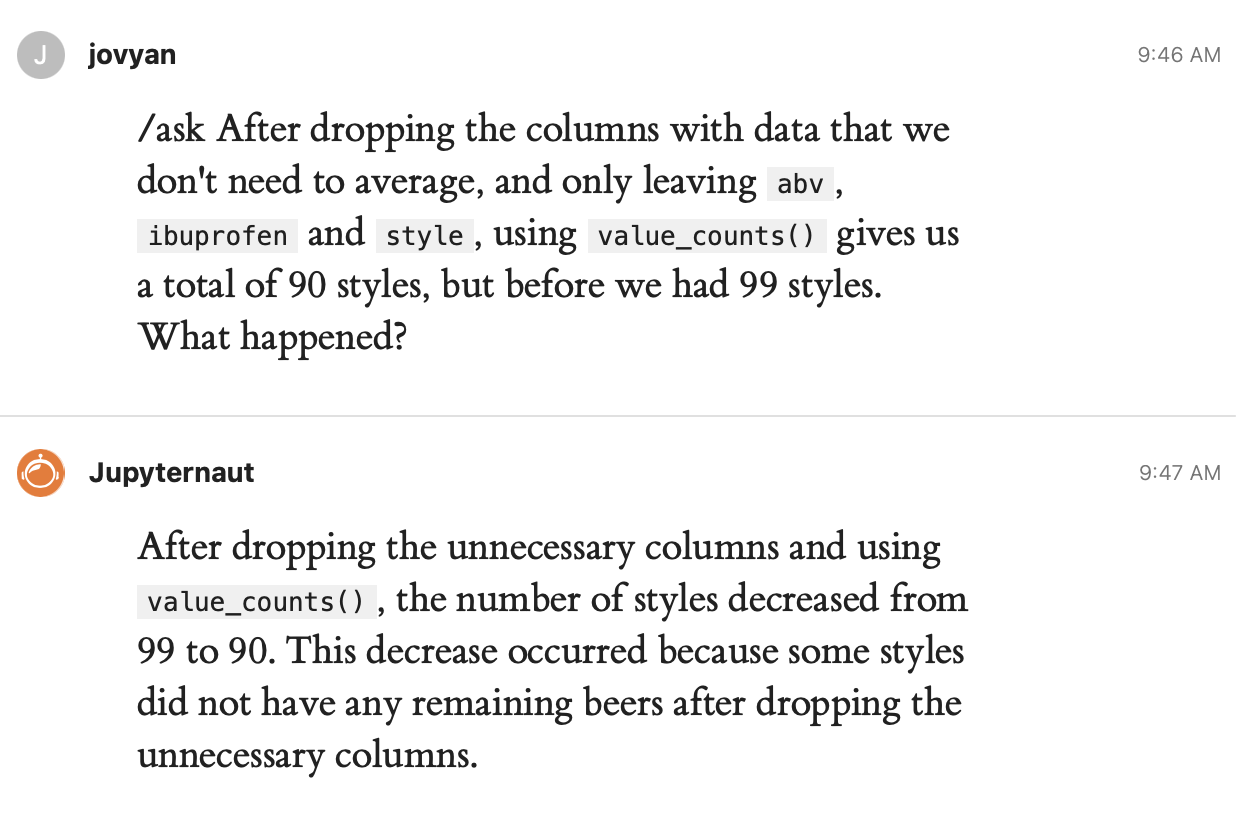 J
jovyan
9:46 AM
/ask After dropping the columns with data that we
don't need to average, and only leaving abv,
ibuprofen and style, using value_counts() gives us
a total of 90 styles, but before we had 99 styles.
What happened?
Jupyternaut
9:47 AM
After dropping the unnecessary columns and using
value_counts(), the number of styles decreased from
99 to 90. This decrease occurred because some styles
did not have any remaining beers after dropping the
unnecessary columns.